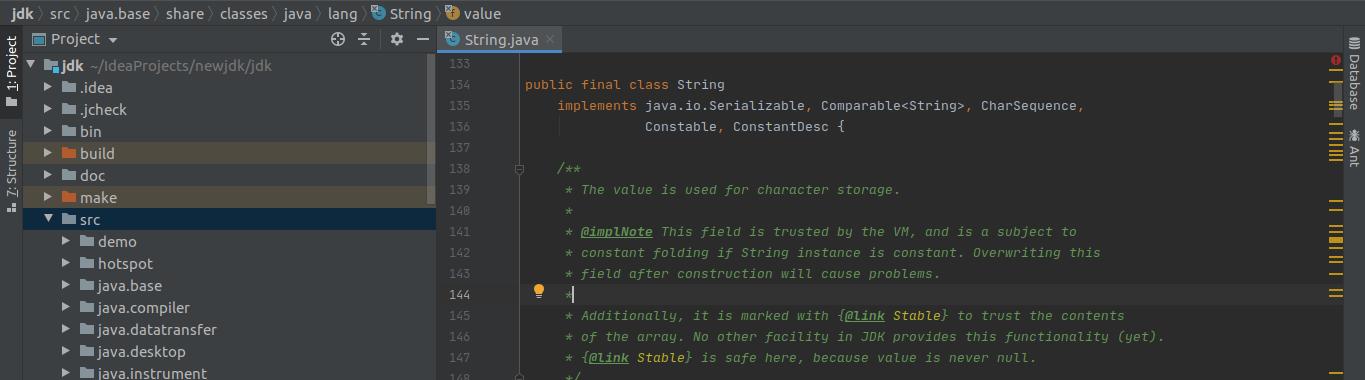 jdk src java.base share classes java lang String value
1: Project
7: Structure
Project
jdk ~/IdeaProjects/newjdk/jdk
.idea
.jcheck
bin
build
doc
make
src
demo
hotspot
java.base
java.compiler
java.datatransfer
java.desktop
java.instrument
String.java
133
134 public final class String
135 implements java.io.Serializable, Comparable<String>, CharSequence,
136 Constable, ConstantDesc {
137
138 /**
139 * The value is used for character storage.
140 *
141 * @implNote This field is trusted by the VM, and is a subject to
142 * constant folding if String instance is constant. Overwriting this
143 * field after construction will cause problems.
144 *
145 * Additionally, it is marked with {@link Stable} to trust the contents
146 * of the array. No other facility in JDK provides this functionality (yet).
147 * {@link Stable} is safe here, because value is never null.
148 */
Database
Ant